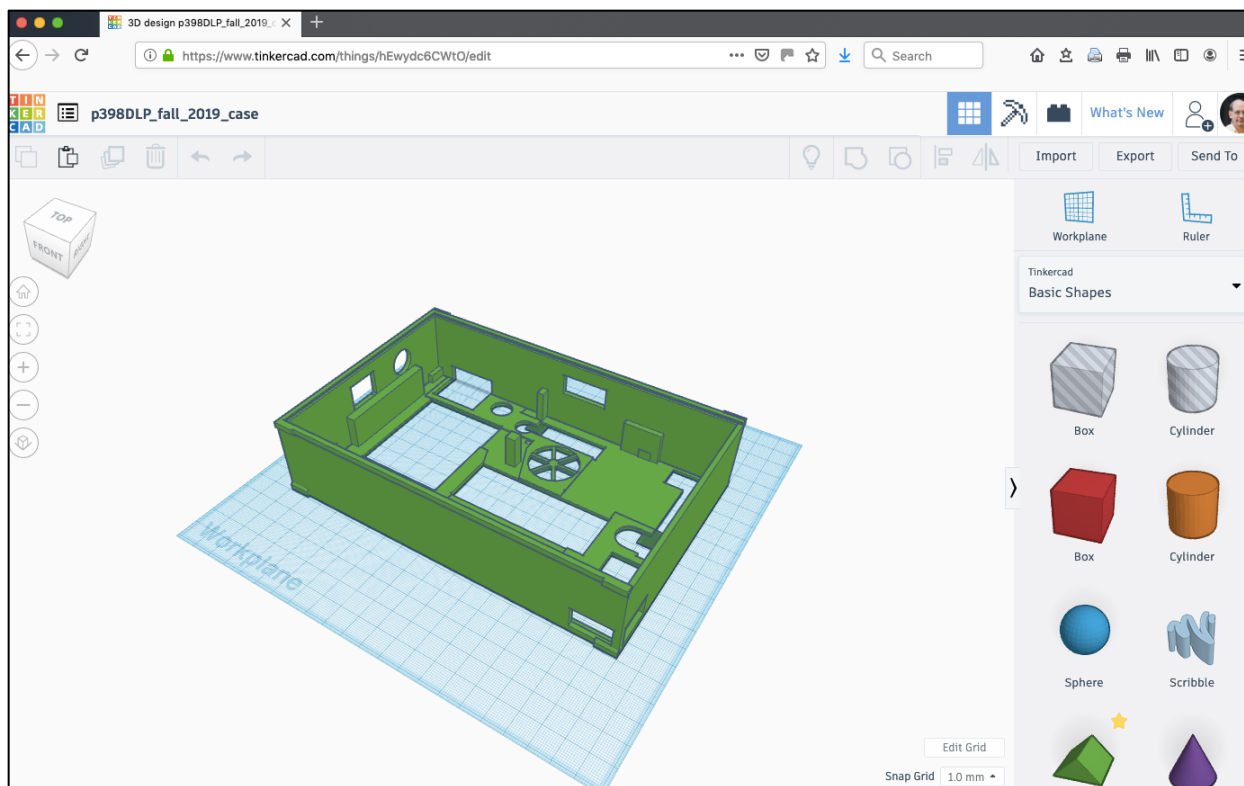 3D design p398DLP_fall_2019_c
https://www.tinkercad.com/things/hEwydc6CWtO/edit
Search
TIN
KER
CAD
p398DLP_fall_2019_case
What's New
Import
Export
Send To
TOP
FRONT
RIGHT
Workplane
Ruler
Tinkercad
Basic Shapes
Box
Cylinder
Box
Cylinder
Workplane
Sphere
Scribble
Edit Grid
Snap Grid 1.0 mm